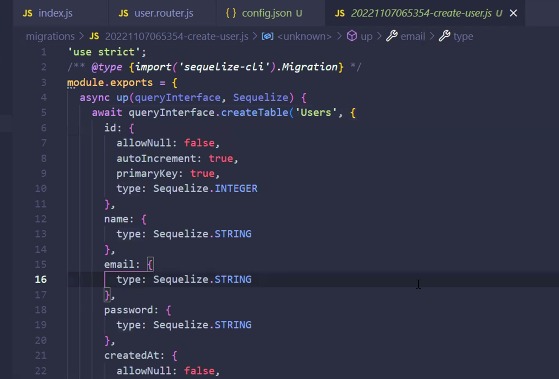 JS index.js
JS user.router.js
{} config.json U
JS 20221107065354-create-user.js U ×
migrations > JS 20221107065354-create-user.js > <unknown> > up > email > type
1 'use strict';
2 /** @type {import('sequelize-cli').Migration} */
3 module.exports = {
4 async up(queryInterface, Sequelize) {
5 await queryInterface.createTable('Users', {
6 id: {
7 allowNull: false,
8 autoIncrement: true,
9 primaryKey: true,
10 type: Sequelize.INTEGER
11 },
12 name: {
13 type: Sequelize.STRING
14 },
15 email: {
16 type: Sequelize.STRING
17 },
18 password: {
19 type: Sequelize.STRING
20 },
21 createdAt: {
22 allowNull: false,